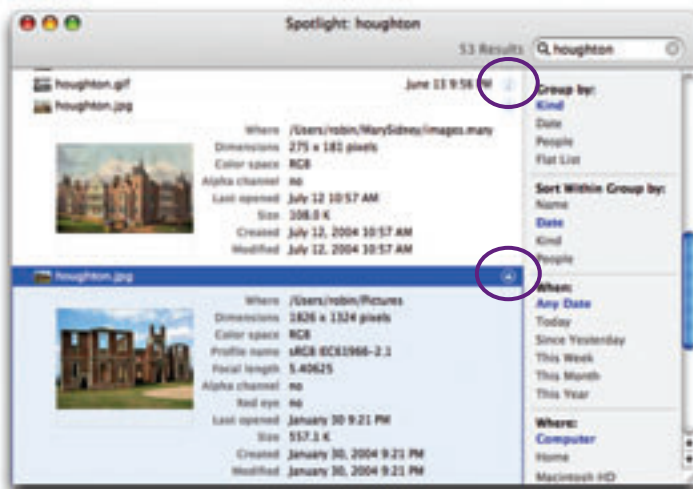 Spotlight: houghton
53 Results houghton
houghton.gif June 13 9:56 PM
houghton.jpg
Where /Users/robin/MarySidney/images.mary
Dimensions 275 x 181 pixels
Color space RGB
Alpha channel no
Last opened July 12 10:57 AM
Size 108.0 K
Created July 12, 2004 10:57 AM
Modified July 12, 2004 10:57 AM
houghton.jpg
Where /Users/robin/Pictures
Dimensions 1826 x 1324 pixels
Color space RGB
Profile name sRGB IEC61966-2.1
Focal length 5.40625
Alpha channel no
Red eye no
Last opened January 30 9:21 PM
Size 557.1 K
Created January 30, 2004 9:21 PM
Modified January 30, 2004 9:21 PM
Group by:
Kind
Date
People
Flat List
Sort Within Group by:
Name
Date
Kind
People
When:
Any Date
Today
Since Yesterday
This Week
This Month
This Year
Where:
Computer
Home
Macintosh HD